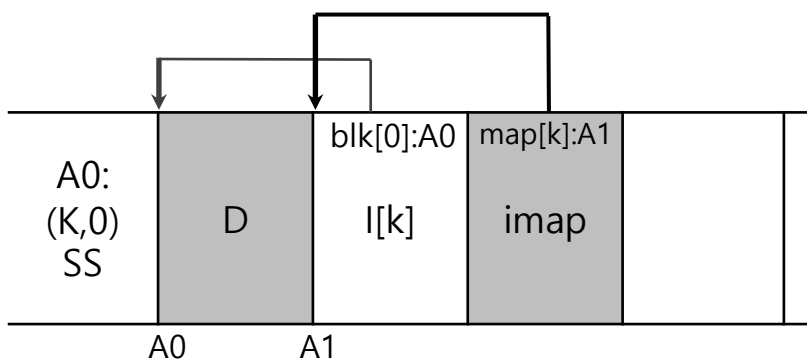 blk[0]:A0
map[k]:A1
A0:
(K,0)
SS
D
I[k]
imap
A0
A1